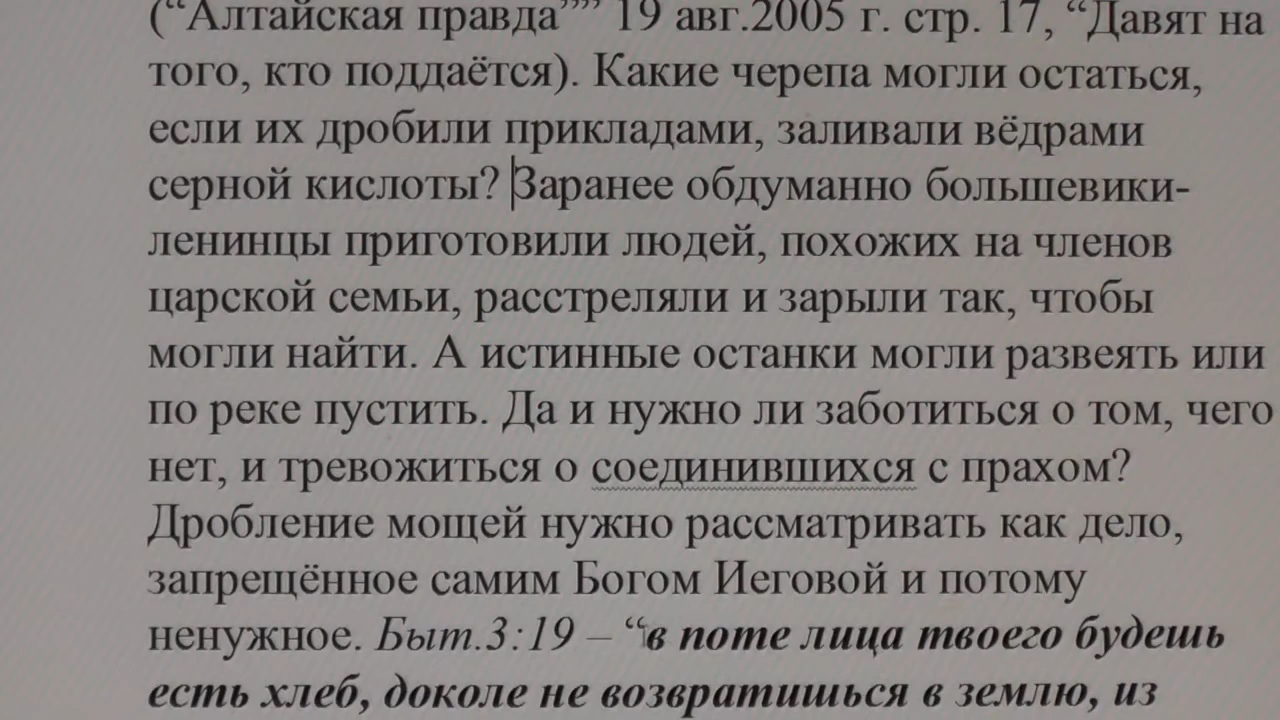 (“Алтайская правда”” 19 авг.2005 г. стр. 17, “Давят на
того, кто поддаётся). Какие черепа могли остаться,
если их дробили прикладами, заливали вёдрами
серной кислоты? Заранее обдуманно большевики-
ленинцы приготовили людей, похожих на членов
царской семьи, расстреляли и зарыли так, чтобы
могли найти. А истинные останки могли развеять или
по реке пустить. Да и нужно ли заботиться о том, чего
нет, и тревожиться о соединившихся с прахом?
Дробление мощей нужно рассматривать как дело,
запрещённое самим Богом Иеговой и потому
ненужное. Быт.3:19 – “в поте лица твоего будешь
есть хлеб, доколе не возвратишься в землю, из